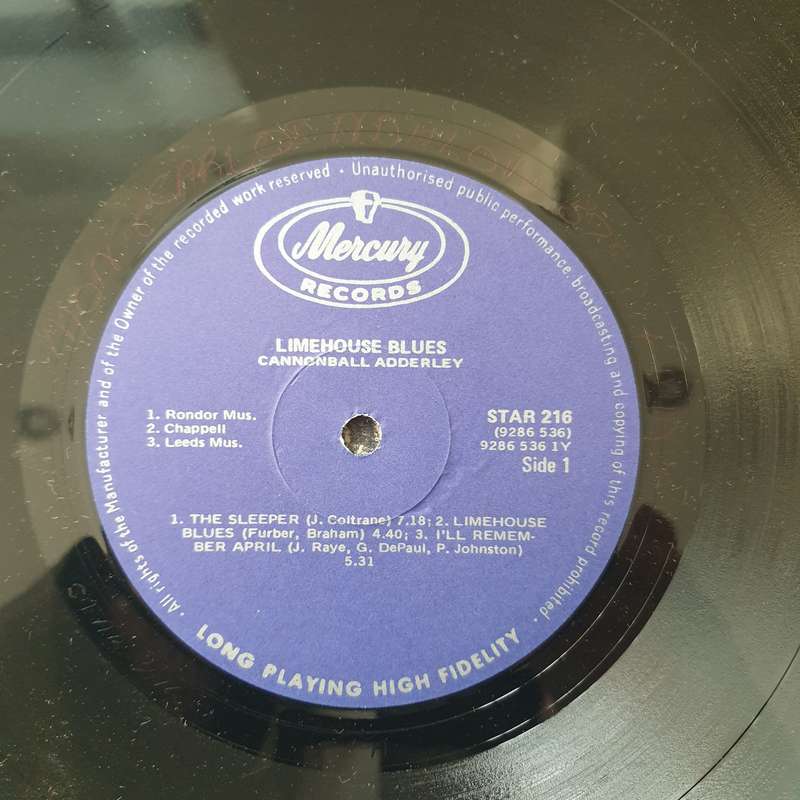 · All rights of the Manufacturer and of the Owner of the recorded work reserved · Unauthorised public performance, broadcasting and copying of this record prohibited ·
Mercury
RECORDS
LIMEHOUSE BLUES
CANNONBALL ADDERLEY
1. Rondor Mus.
2. Chappell
3. Leeds Mus.
STAR 216
(9286 536)
9286 536 1Y
Side 1
1. THE SLEEPER (J. Coltrane) 7.18; 2. LIMEHOUSE
BLUES (Furber, Braham) 4.40; 3. I'LL REMEM-
BER APRIL (J. Raye, G. DePaul, P. Johnston)
5.31
LONG PLAYING HIGH FIDELITY